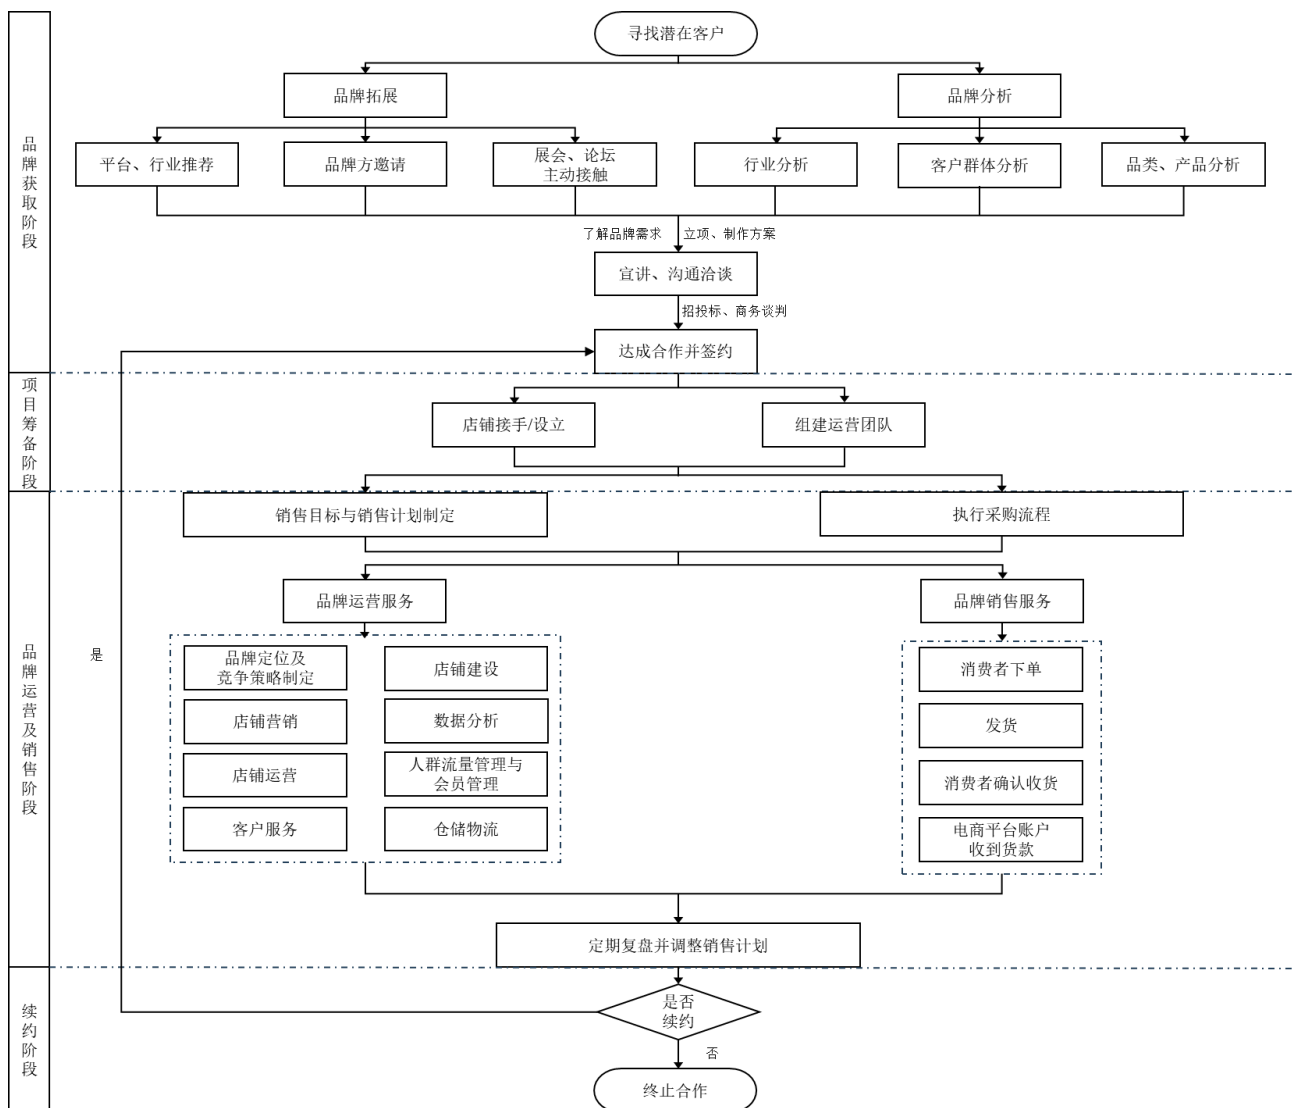 寻找潜在客户
品牌拓展
品牌分析
平台、行业推荐
品牌方邀请
展会、论坛
主动接触
行业分析
客户群体分析
品类、产品分析
品牌获取阶段
了解品牌需求
立项、制作方案
宣讲、沟通洽谈
招投标、商务谈判
达成合作并签约
项目筹备阶段
店铺接手/设立
组建运营团队
销售目标与销售计划制定
执行采购流程
品牌运营服务
品牌销售服务
品牌运营及销售阶段
是
品牌定位及
竞争策略制定
店铺建设
店铺营销
数据分析
店铺运营
人群流量管理与
会员管理
客户服务
仓储物流
消费者下单
发货
消费者确认收货
电商平台账户
收到货款
定期复盘并调整销售计划
续约阶段
是否
续约
否
终止合作